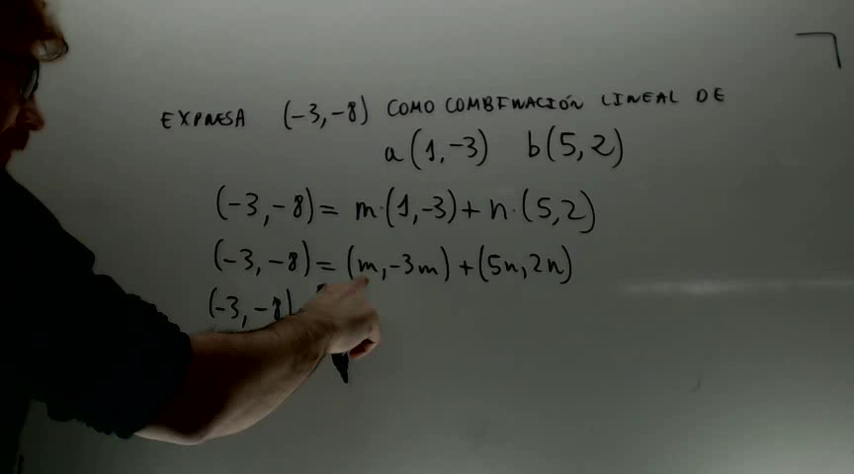 EXPRESA (-3,-8) COMO COMBINACIÓN LINEAL DE
a(1,-3) b(5,2)
(-3,-8)= m·(1,-3)+n·(5,2)
(-3,-8)=(m,-3m)+(5n,2n)
(-3,-8)